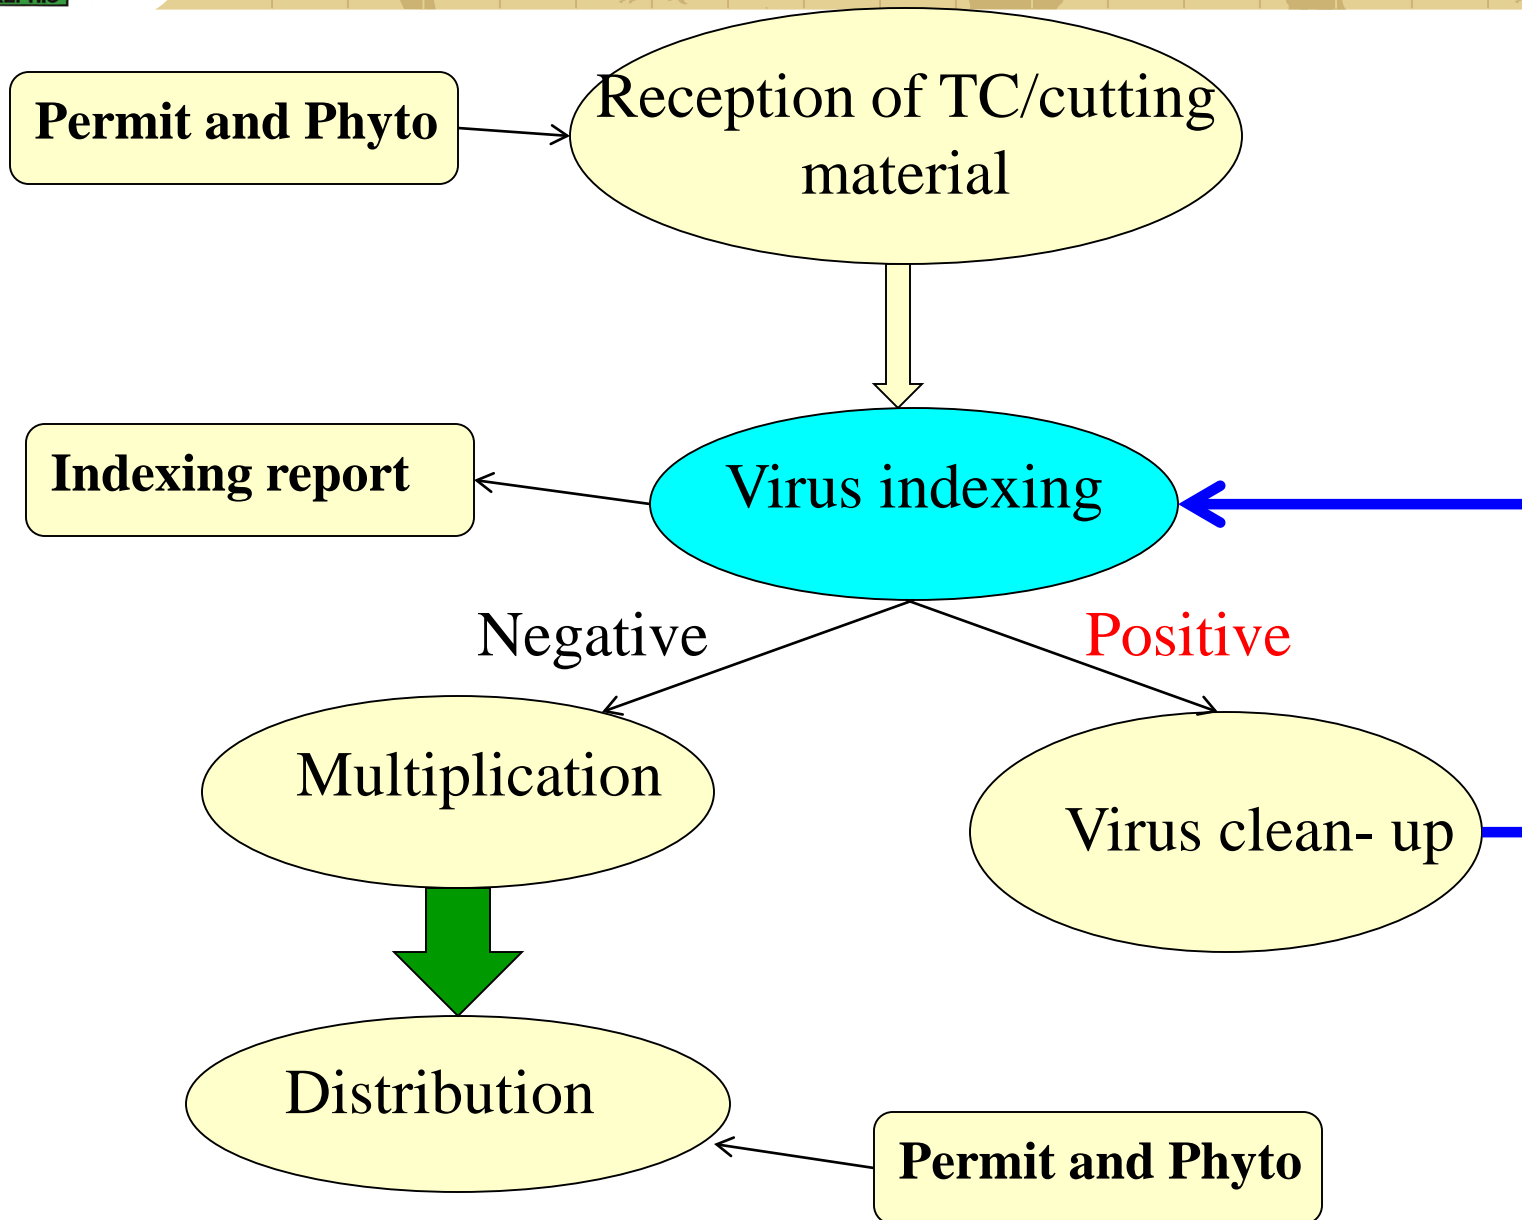 Permit and Phyto
Reception of TC/cutting
material
Indexing report
Virus indexing
Negative
Positive
Multiplication
Virus clean- up
Distribution
Permit and Phyto